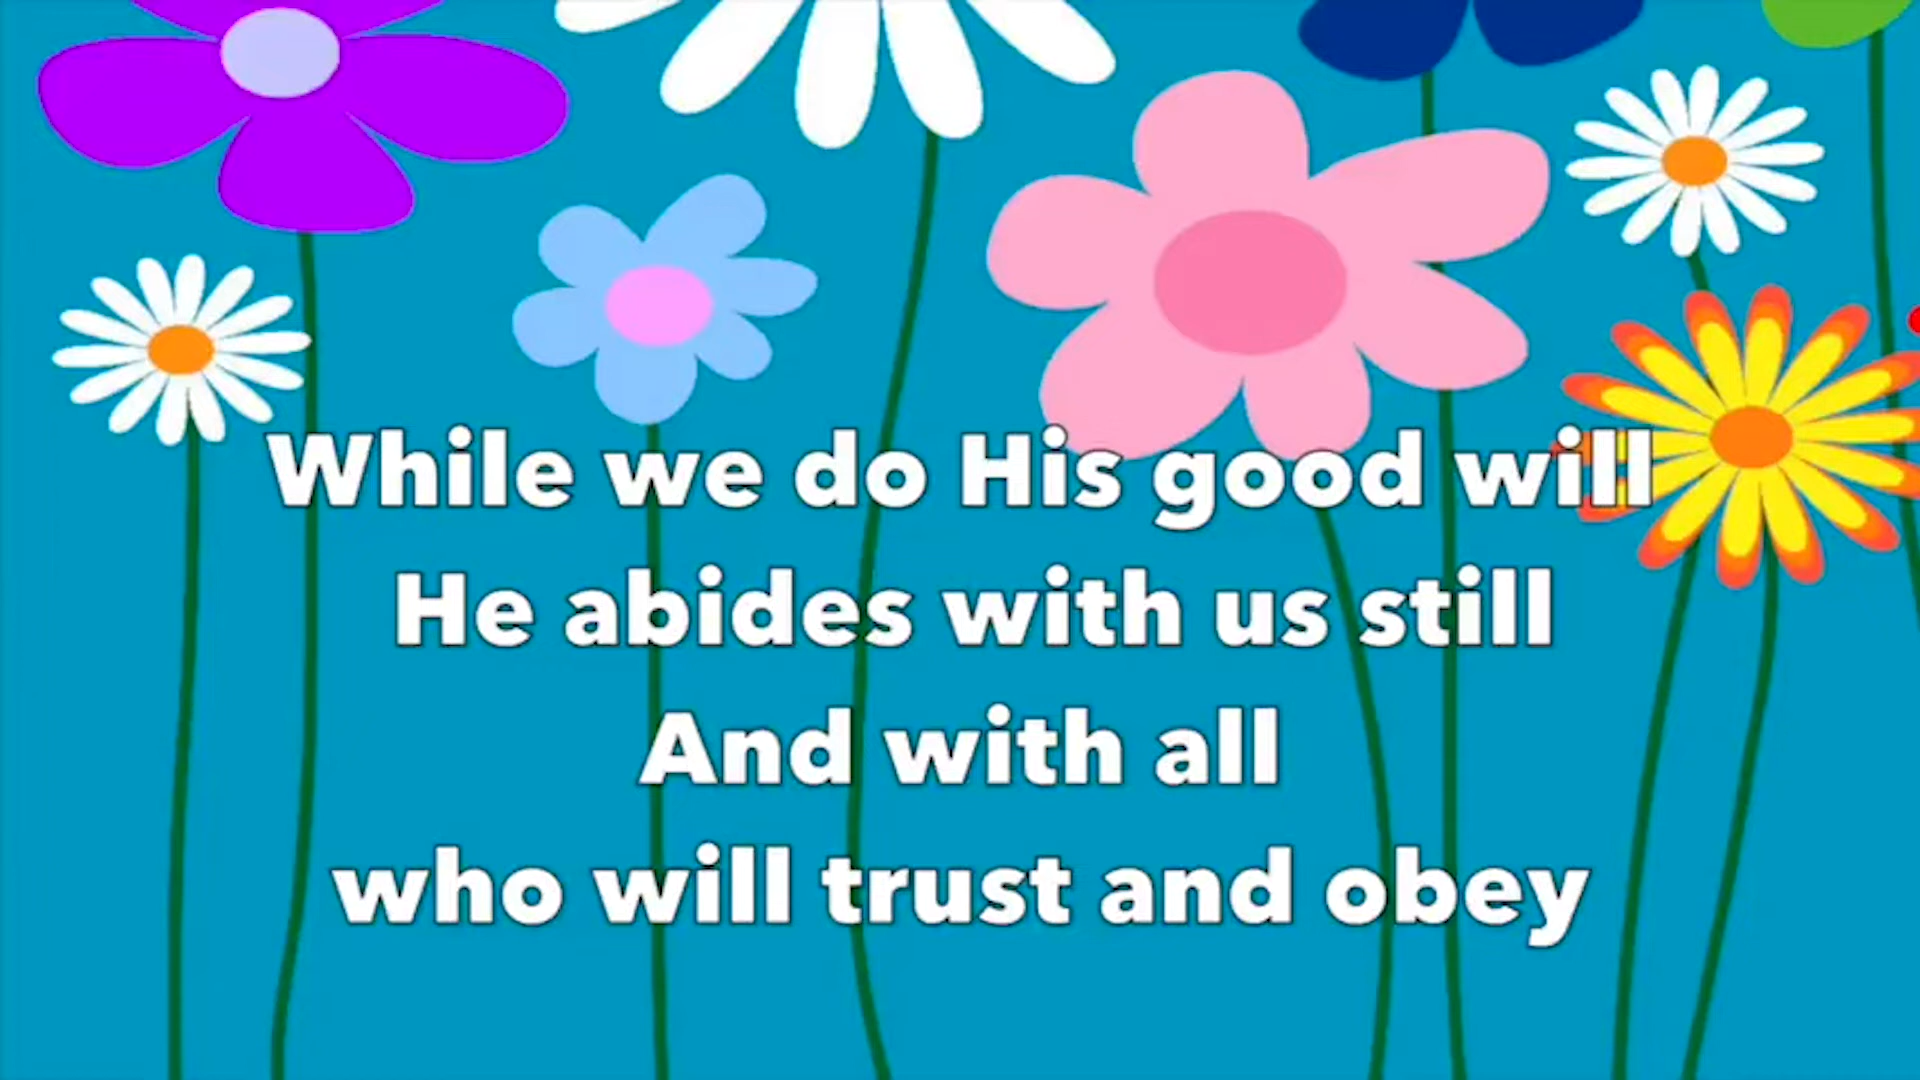 While we do His good will
He abides with us still
And with all
who will trust and obey